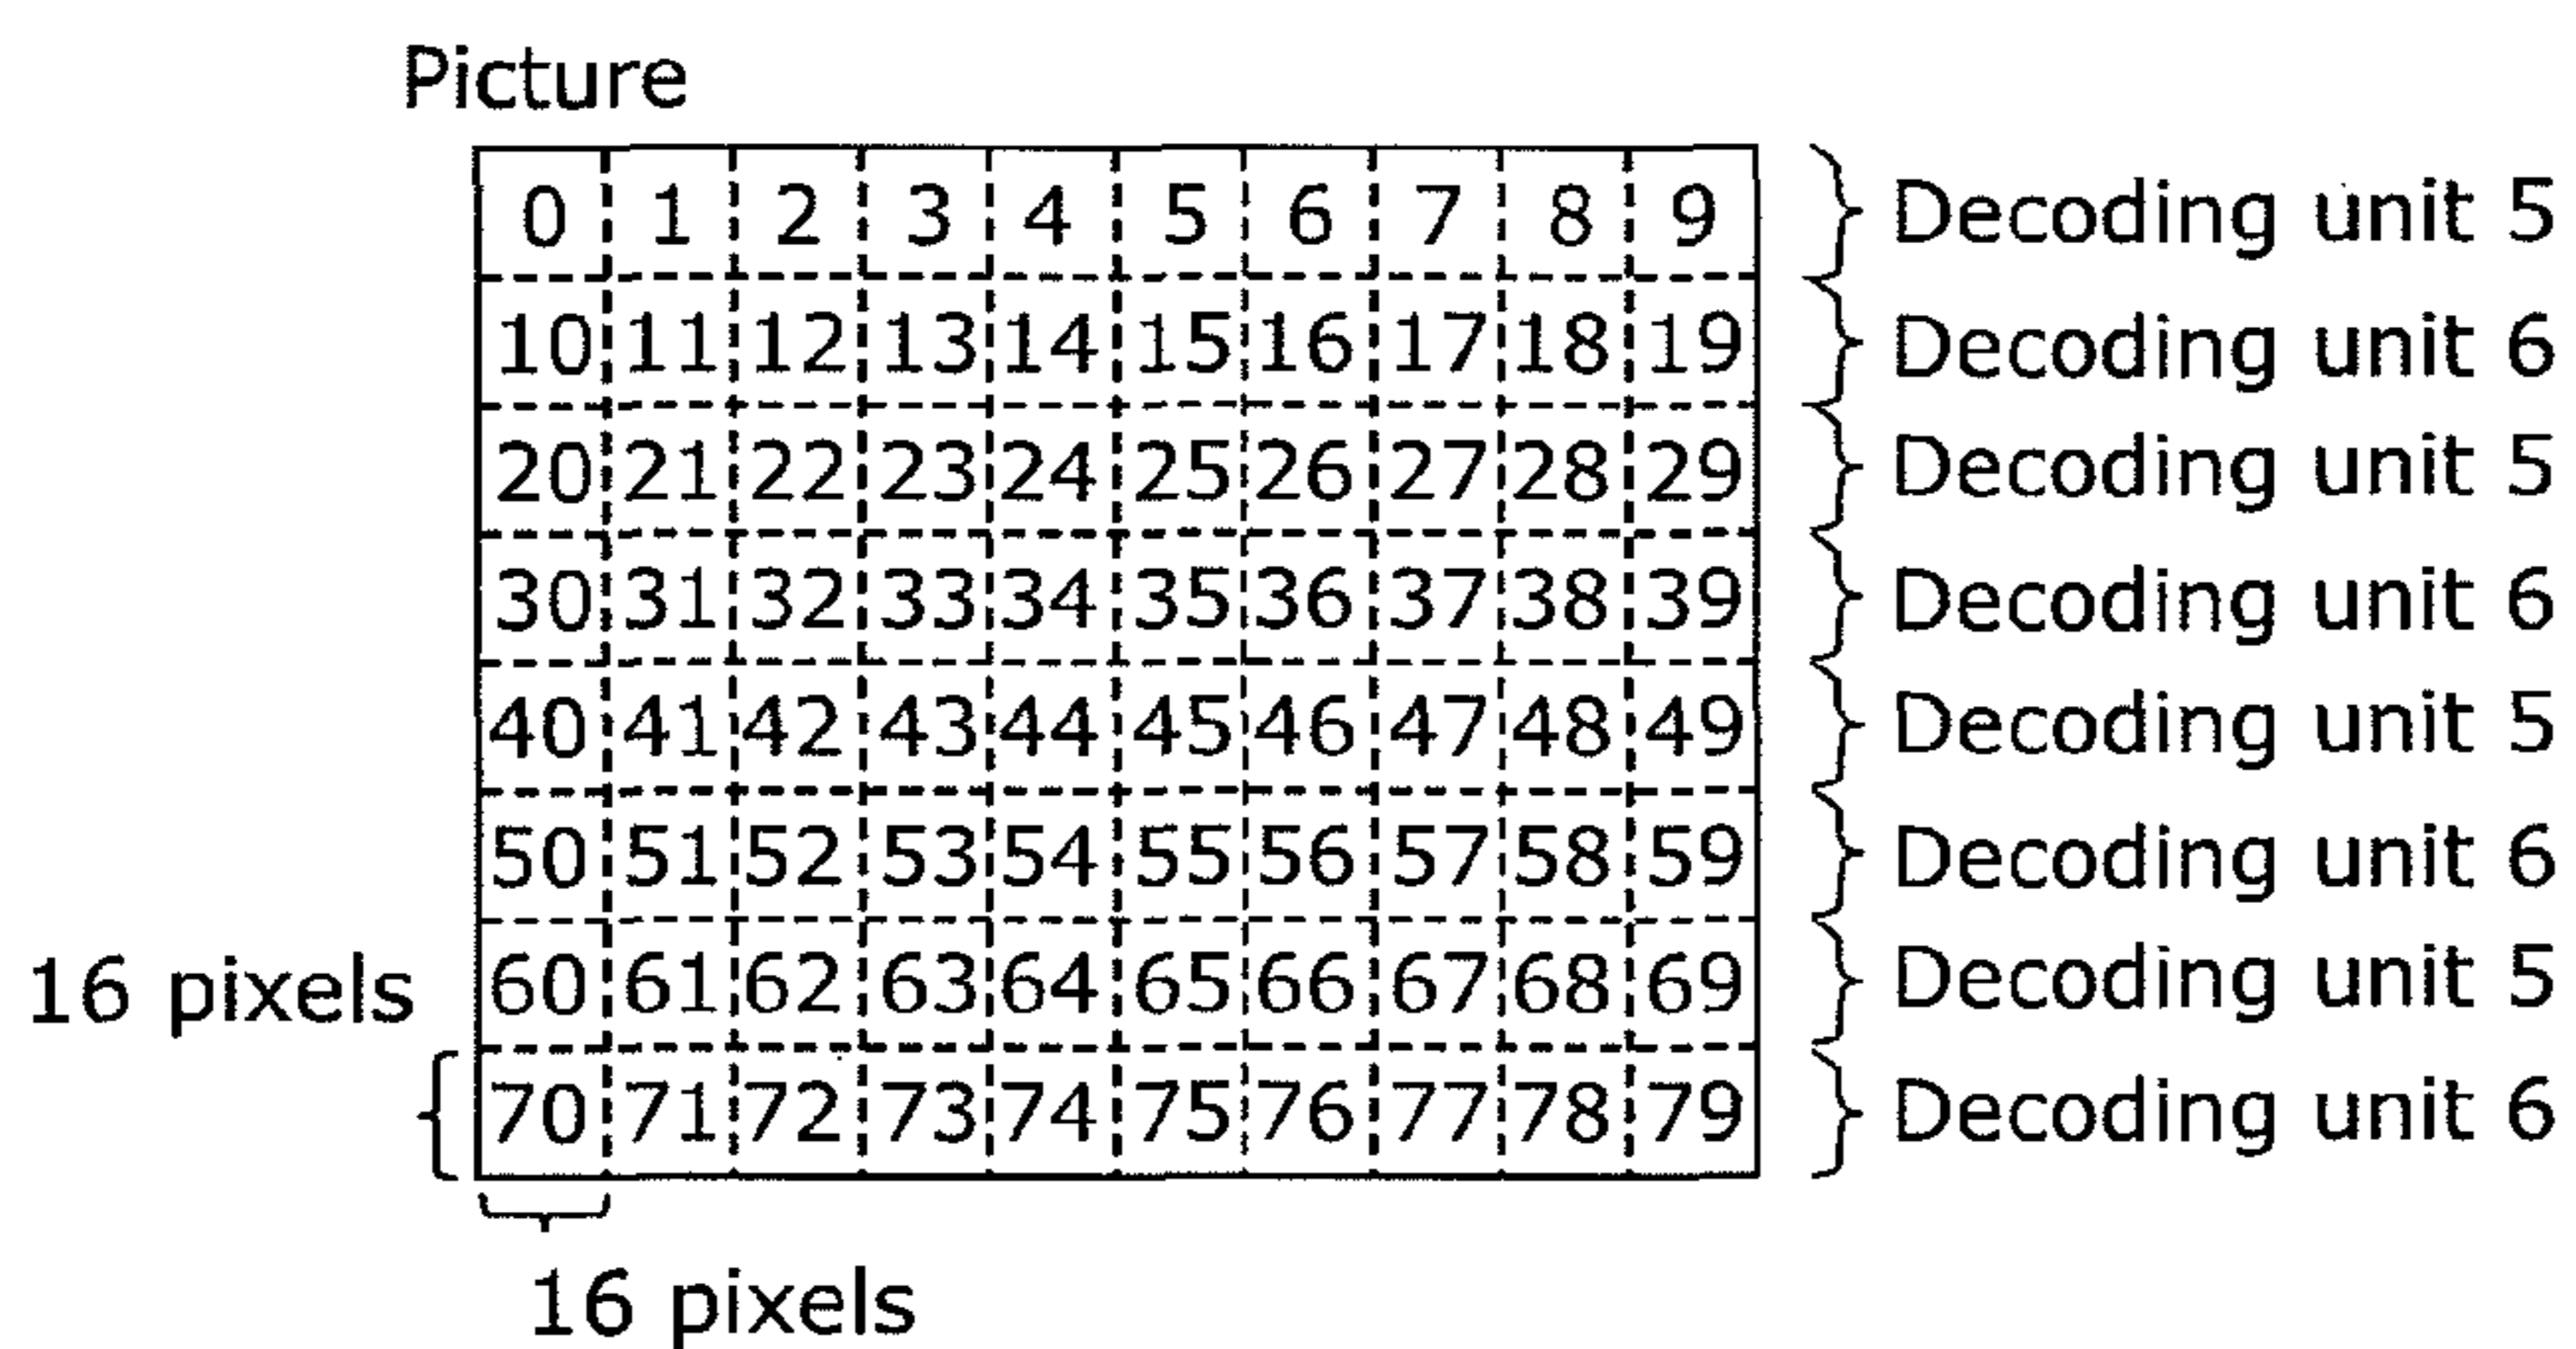 Picture
0 1 2 3 4 5 6 7 8 9 Decoding unit 5
10 11 12 13 14 15 16 17 18 19 Decoding unit 6
20 21 22 23 24 25 26 27 28 29 Decoding unit 5
30 31 32 33 34 35 36 37 38 39 Decoding unit 6
40 41 42 43 44 45 46 47 48 49 Decoding unit 5
50 51 52 53 54 55 56 57 58 59 Decoding unit 6
16 pixels 60 61 62 63 64 65 66 67 68 69 Decoding unit 5
70 71 72 73 74 75 76 77 78 79 Decoding unit 6
16 pixels